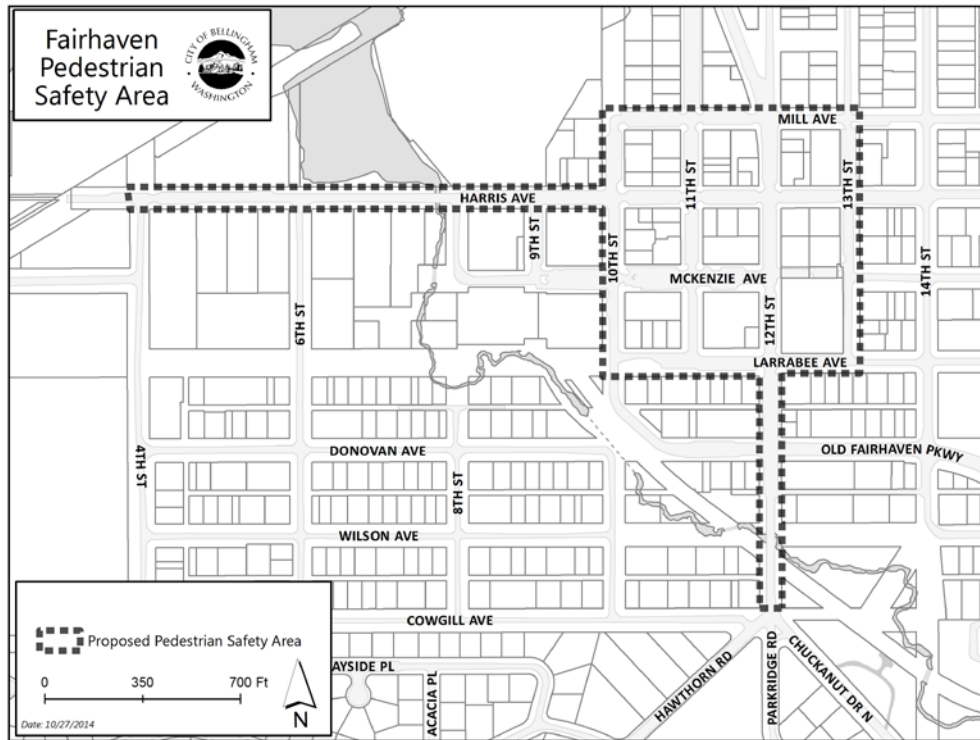 Fairhaven
Pedestrian
Safety Area
CITY OF BELLINGHAM
WASHINGTON
MILL AVE
HARRIS AVE
11TH ST
13TH ST
9TH ST
10TH ST
MCKENZIE AVE
14TH ST
6TH ST
12TH ST
LARRABEE AVE
4TH ST
DONOVAN AVE
OLD FAIRHAVEN PKWY
8TH ST
WILSON AVE
COWGILL AVE
Proposed Pedestrian Safety Area
0 350 700 Ft
N
Date: 10/27/2014
AYSIDE PL
ACACIA PL
HAWTHORN RD
PARKRIDGE RD
CHUCKANUT DR N